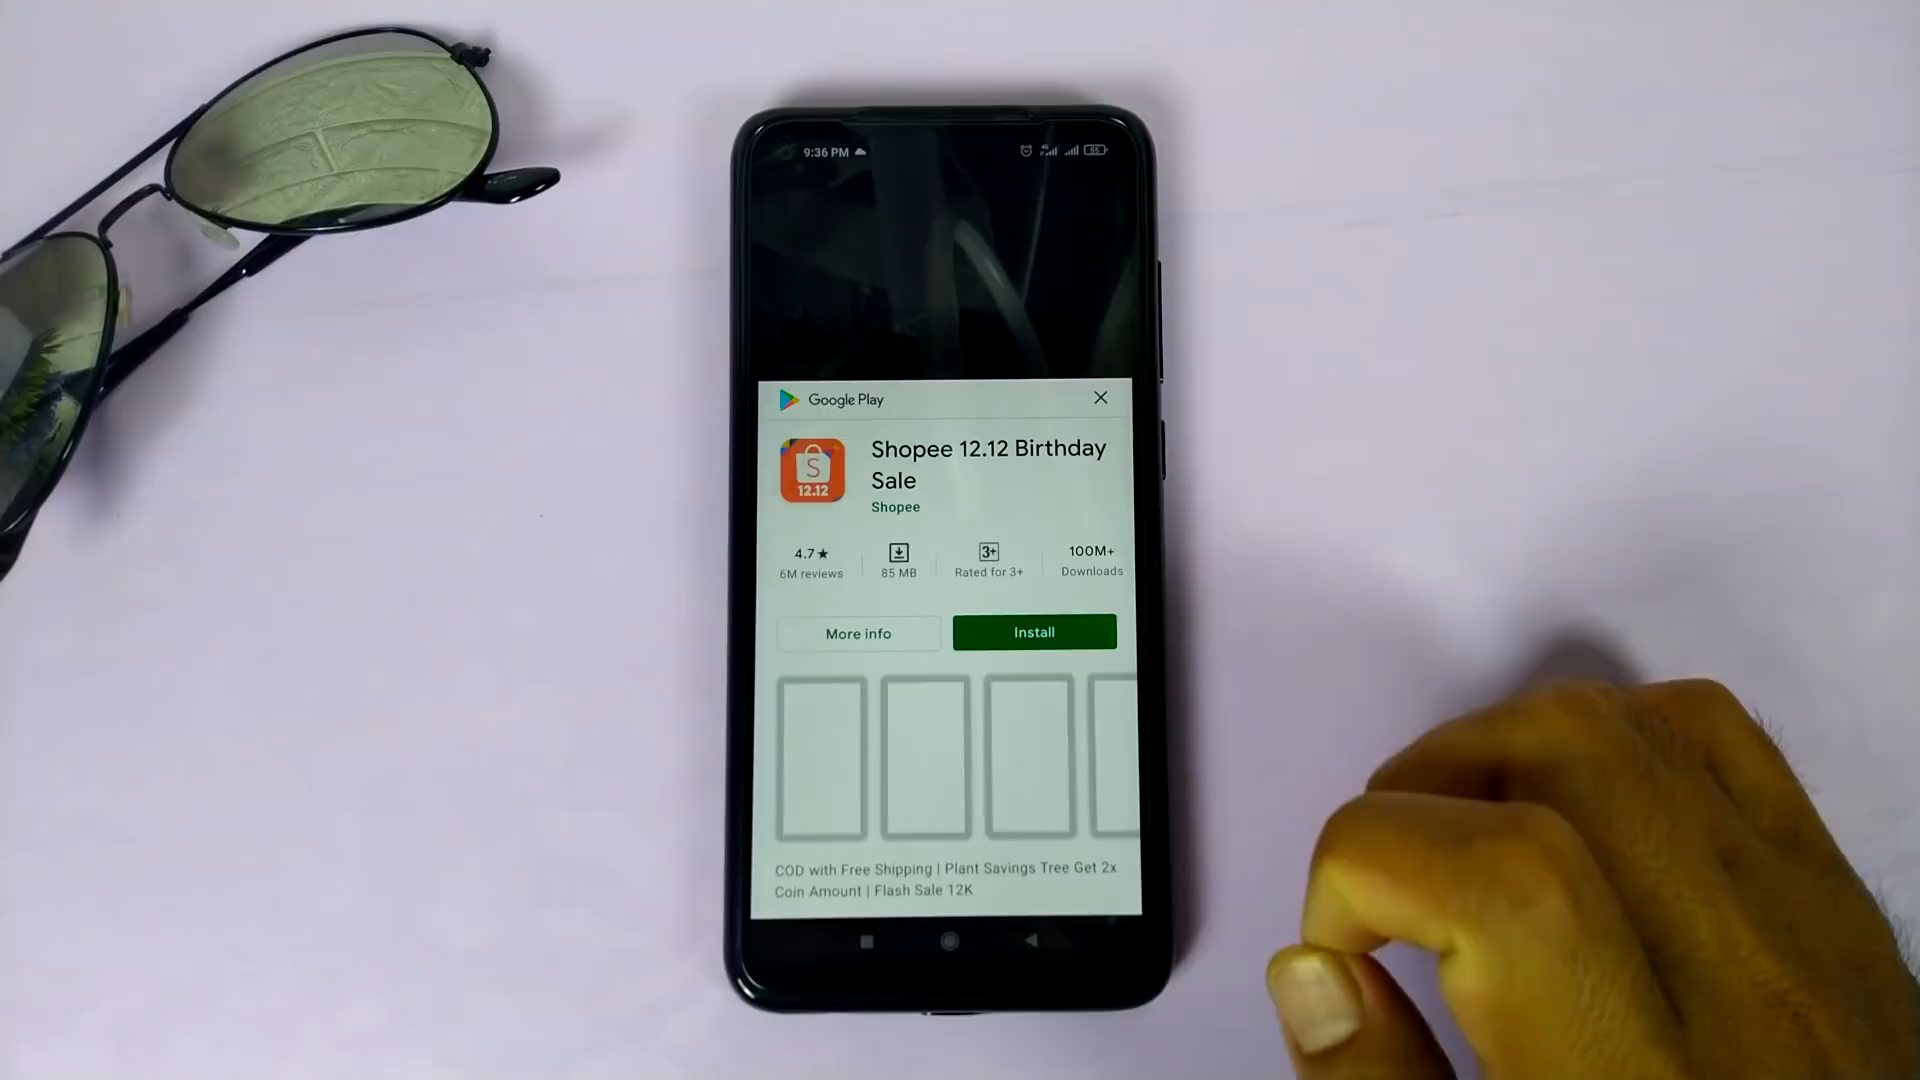 9:36 PM
4G
55
Google Play
Shopee 12.12 Birthday
Sale
Shopee
S
12.12
4.7★
6M reviews
85 MB
3+
Rated for 3+
100M+
Downloads
More info
Install
COD with Free Shipping | Plant Savings Tree Get 2x
Coin Amount | Flash Sale 12K